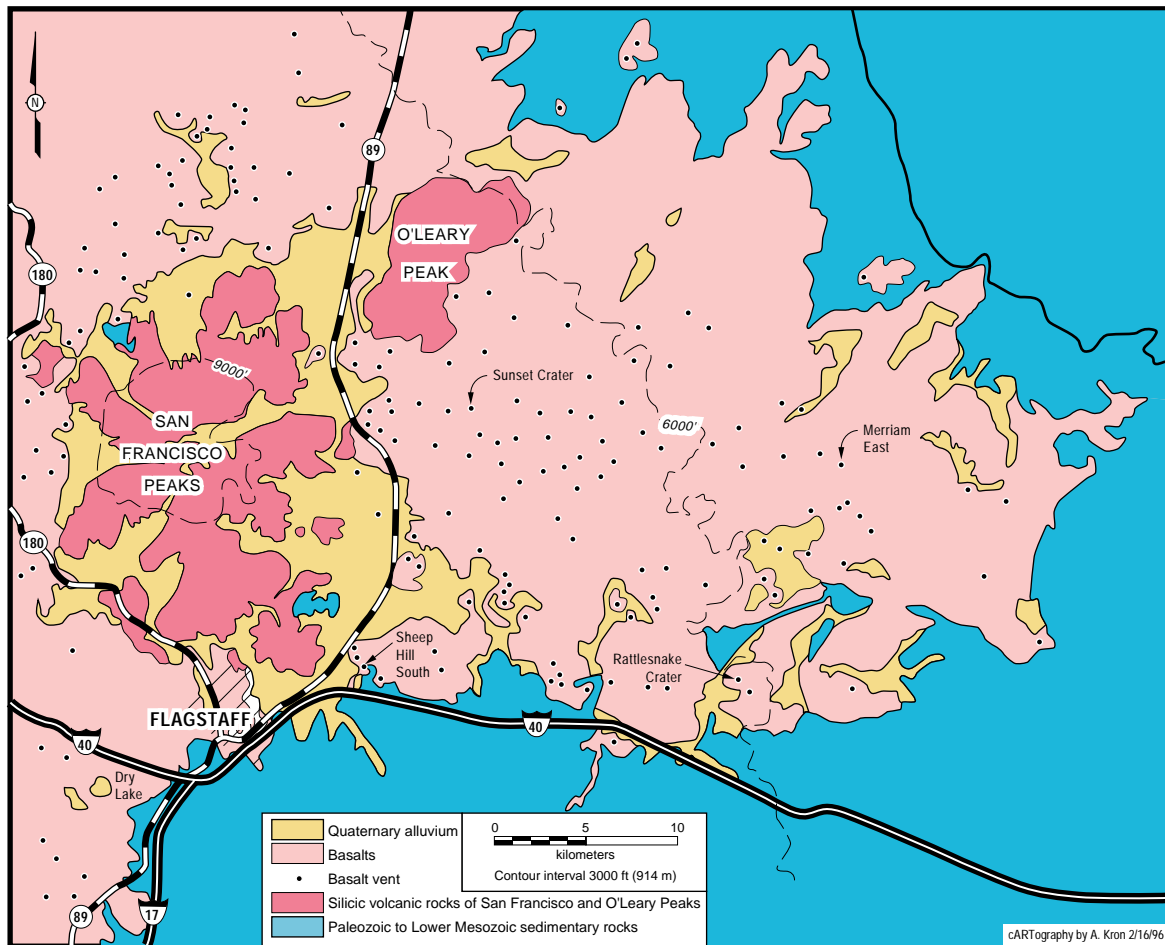 N
89
O'LEARY
PEAK
180
9000'
Sunset Crater
SAN
FRANCISCO
PEAKS
6000'
Merriam
East
180
Sheep
Hill
South
Rattlesnake
Crater
FLAGSTAFF
40
40
Dry
Lake
89
17
Quaternary alluvium
Basalts
Basalt vent
Silicic volcanic rocks of San Francisco and O'Leary Peaks
Paleozoic to Lower Mesozoic sedimentary rocks
0 5 10
kilometers
Contour interval 3000 ft (914 m)
cARTography by A. Kron 2/16/96